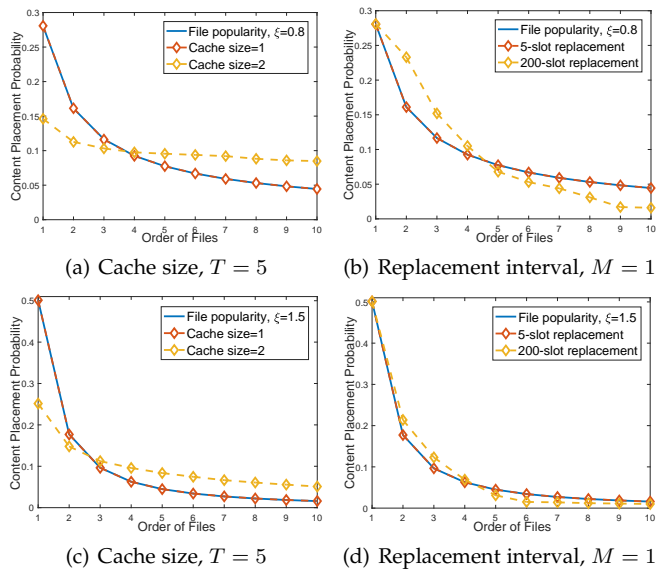 0.3
0.25
0.2
0.15
0.1
0.05
0
Content Placement Probability
File popularity, ξ=0.8
Cache size=1
Cache size=2
1 2 3 4 5 6 7 8 9 10
Order of Files
(a) Cache size, T = 5
0.3
0.25
0.2
0.15
0.1
0.05
0
Content Placement Probability
File popularity, ξ=0.8
5-slot replacement
200-slot replacement
1 2 3 4 5 6 7 8 9 10
Order of Files
(b) Replacement interval, M = 1
0.5
0.4
0.3
0.2
0.1
0
Content Placement Probability
File popularity, ξ=1.5
Cache size=1
Cache size=2
1 2 3 4 5 6 7 8 9 10
Order of Files
(c) Cache size, T = 5
0.5
0.4
0.3
0.2
0.1
0
Content Placement Probability
File popularity, ξ=1.5
5-slot replacement
200-slot replacement
1 2 3 4 5 6 7 8 9 10
Order of Files
(d) Replacement interval, M = 1